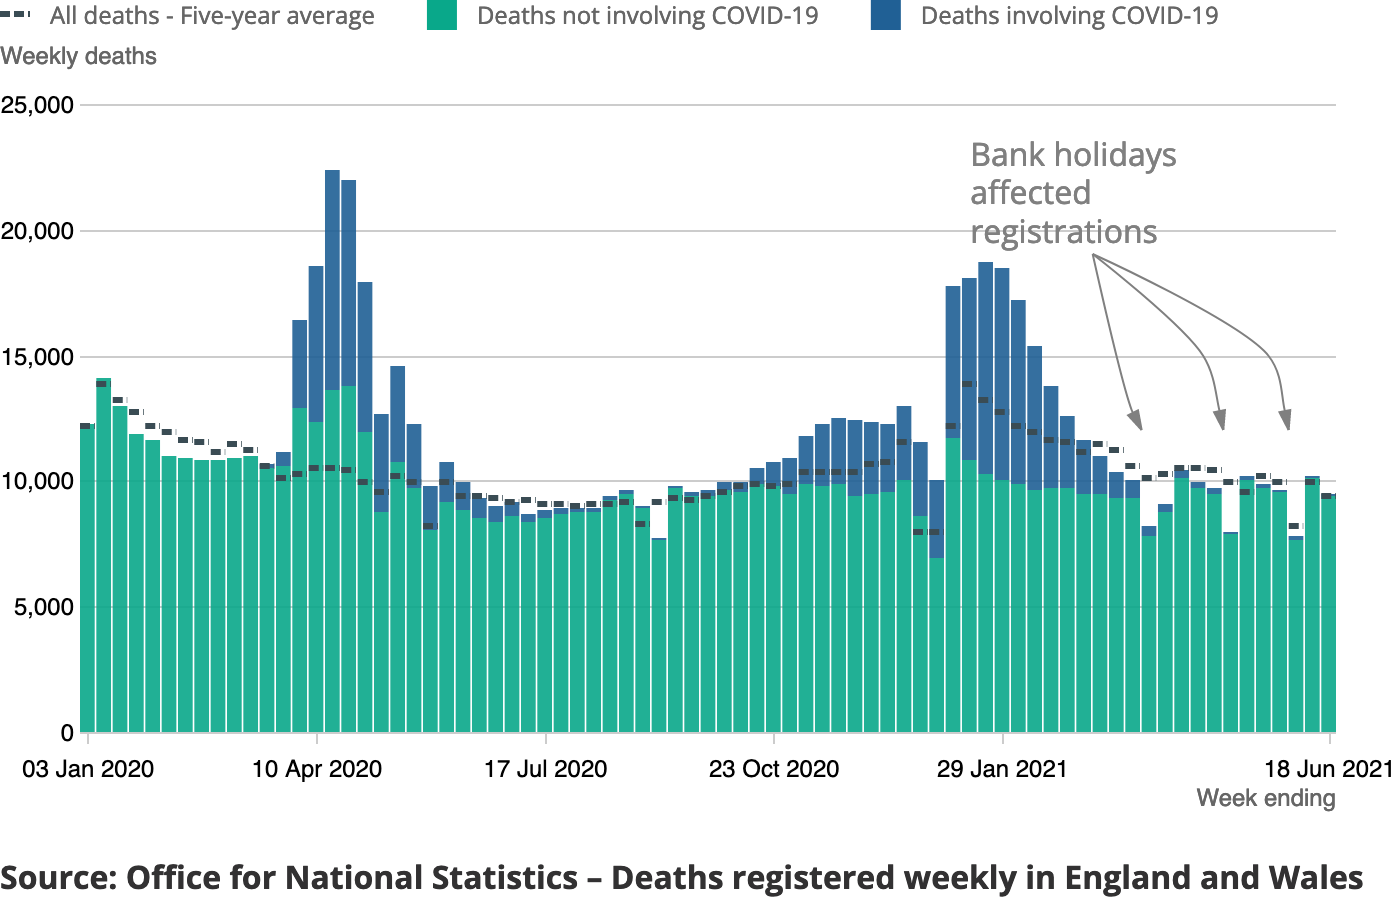 All deaths - Five-year average
Deaths not involving COVID-19
Deaths involving COVID-19
Weekly deaths
25,000
Bank holidays
affected
registrations
20,000
15,000
10,000
5,000
0
03 Jan 2020
10 Apr 2020
17 Jul 2020
23 Oct 2020
29 Jan 2021
18 Jun 2021
Week ending
Source: Office for National Statistics – Deaths registered weekly in England and Wales